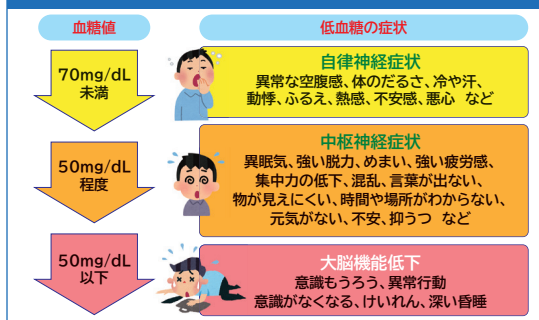 血糖値
低血糖の症状
70mg/dL
未満
自律神経症状
異常な空腹感、体のだるさ、冷や汗、
動悸、ふるえ、熱感、不安感、悪心 など
50mg/dL
程度
中枢神経症状
異眠気、強い脱力、めまい、強い疲労感、
集中力の低下、混乱、言葉が出ない、
物が見えにくい、時間や場所がわからない、
元気がない、不安、抑うつ など
50mg/dL
以下
大脳機能低下
意識もうろう、異常行動
意識がなくなる、けいれん、深い昏睡